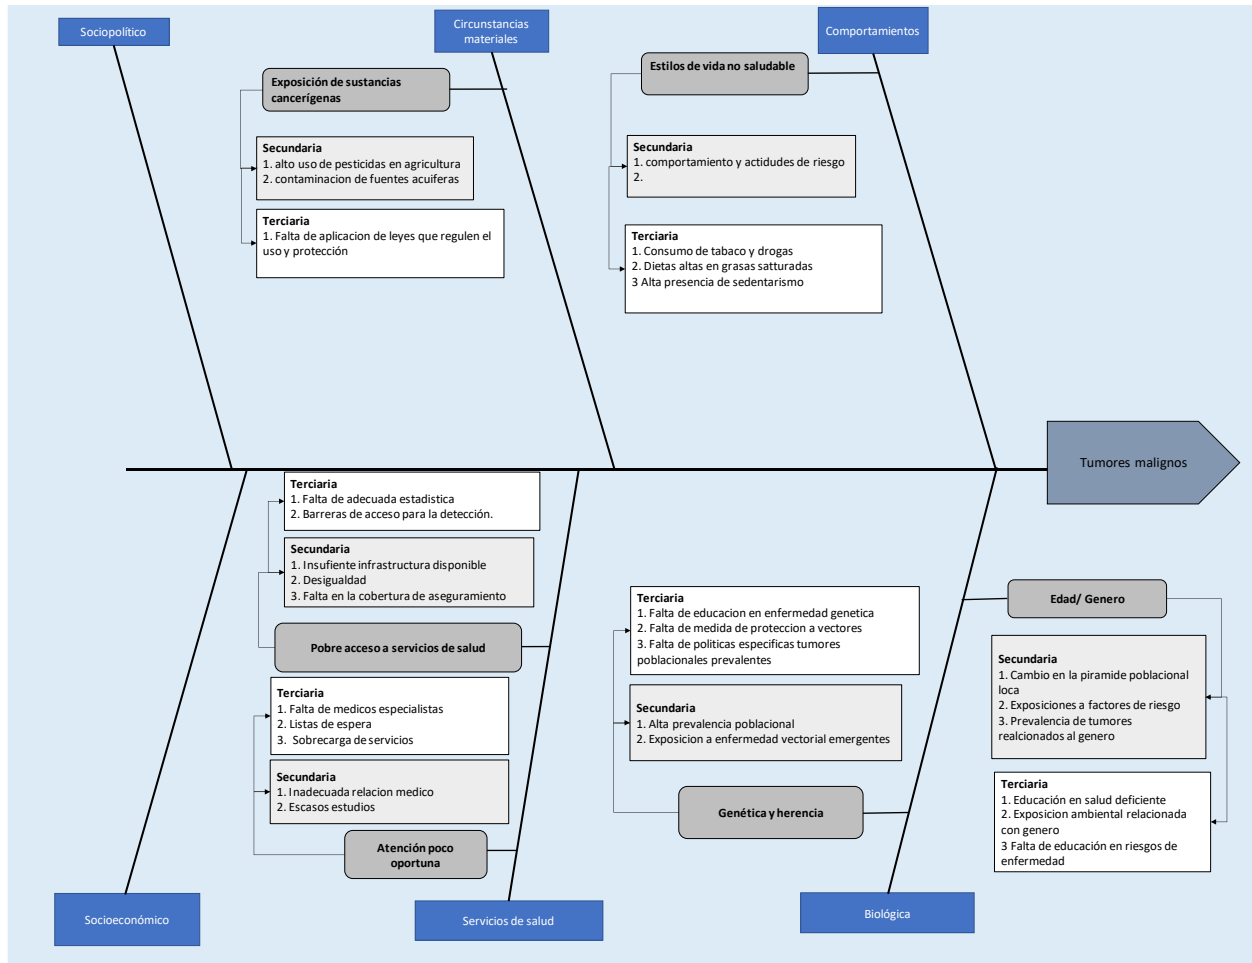 Sociopolítico
Circunstancias
materiales
Comportamientos
Exposición de sustancias
cancerígenas
Secundaria
1. alto uso de pesticidas en agricultura
2. contaminacion de fuentes acuiferas
Terciaria
1. Falta de aplicacion de leyes que regulen el
uso y protección
Estilos de vida no saludable
Secundaria
1. comportamiento y actidudes de riesgo
2.
Terciaria
1. Consumo de tabaco y drogas
2. Dietas altas en grasas satturadas
3 Alta presencia de sedentarismo
Tumores malignos
Terciaria
1. Falta de adecuada estadistica
2. Barreras de acceso para la detección.
Secundaria
1. Insufiente infrastructura disponible
2. Desigualdad
3. Falta en la cobertura de aseguramiento
Pobre acceso a servicios de salud
Terciaria
1. Falta de medicos especialistas
2. Listas de espera
3. Sobrecarga de servicios
Secundaria
1. Inadecuada relacion medico
2. Escasos estudios
Atención poco
oportuna
Terciaria
1. Falta de educacion en enfermedad genetica
2. Falta de medida de proteccion a vectores
3. Falta de politicas especificas tumores
poblacionales prevalentes
Secundaria
1. Alta prevalencia poblacional
2. Exposicion a enfermedad vectorial emergentes
Genética y herencia
Edad/ Genero
Secundaria
1. Cambio en la piramide poblacional
loca
2. Exposiciones a factores de riesgo
3. Prevalencia de tumores
realcionados al genero
Terciaria
1. Educación en salud deficiente
2. Exposicion ambiental relacionada
con genero
3 Falta de educación en riesgos de
enfermedad
Socioeconómico
Servicios de salud
Biológica